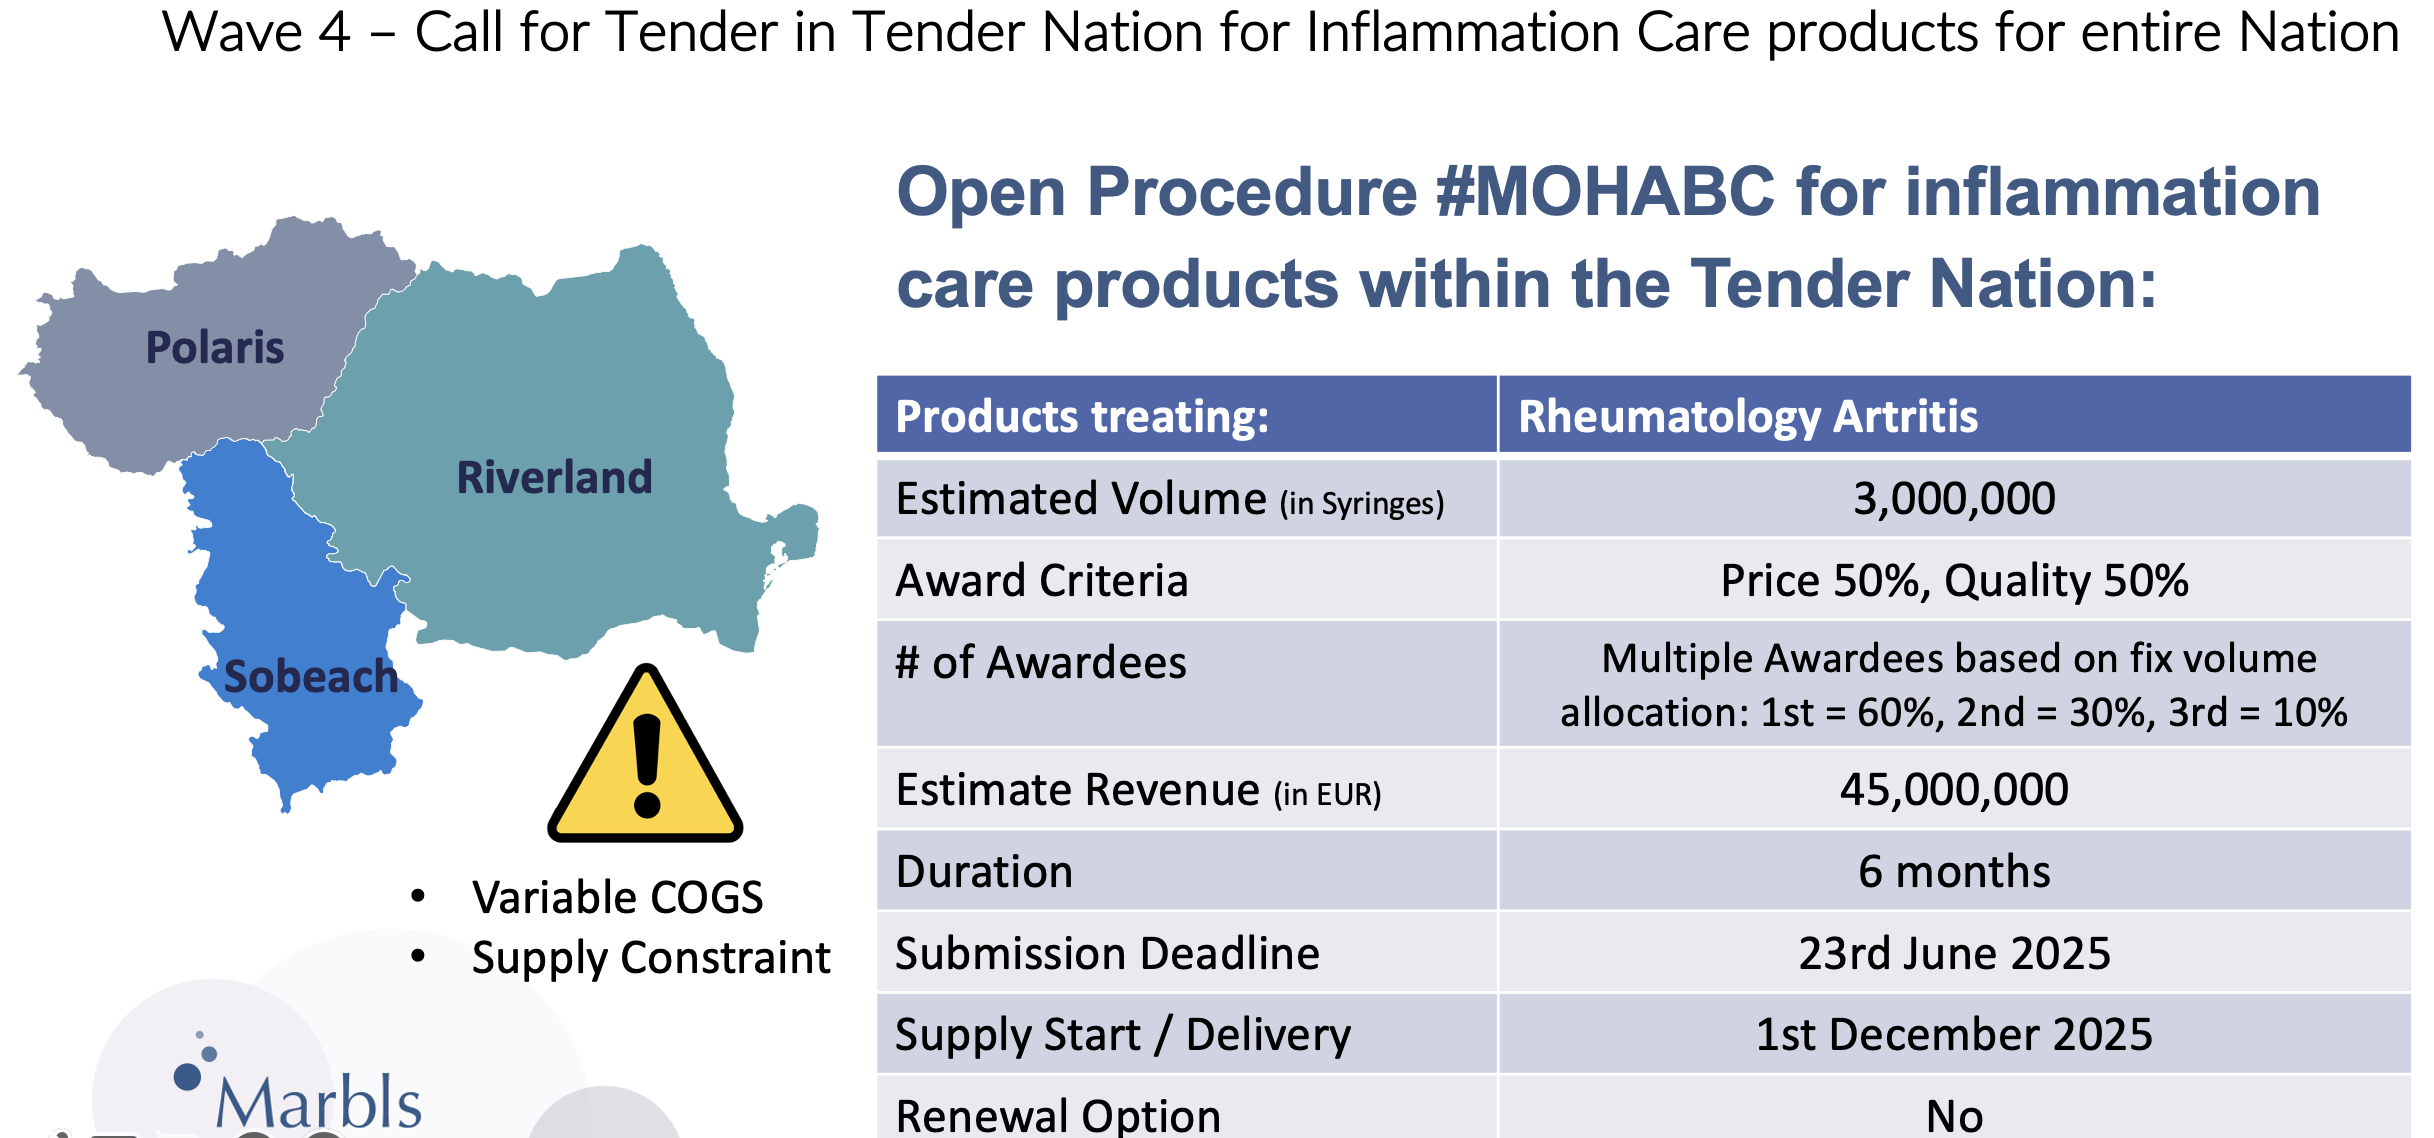 Wave 4 – Call for Tender in Tender Nation for Inflammation Care products for entire Nation
Open Procedure #MOHABC for inflammation
care products within the Tender Nation:
Polaris
Riverland
Sobeach
• Variable COGS
• Supply Constraint
Marbls
Products treating: Rheumatology Artritis
Estimated Volume (in Syringes) 3,000,000
Award Criteria Price 50%, Quality 50%
# of Awardees Multiple Awardees based on fix volume
allocation: 1st = 60%, 2nd = 30%, 3rd = 10%
Estimate Revenue (in EUR) 45,000,000
Duration 6 months
Submission Deadline 23rd June 2025
Supply Start / Delivery 1st December 2025
Renewal Option No